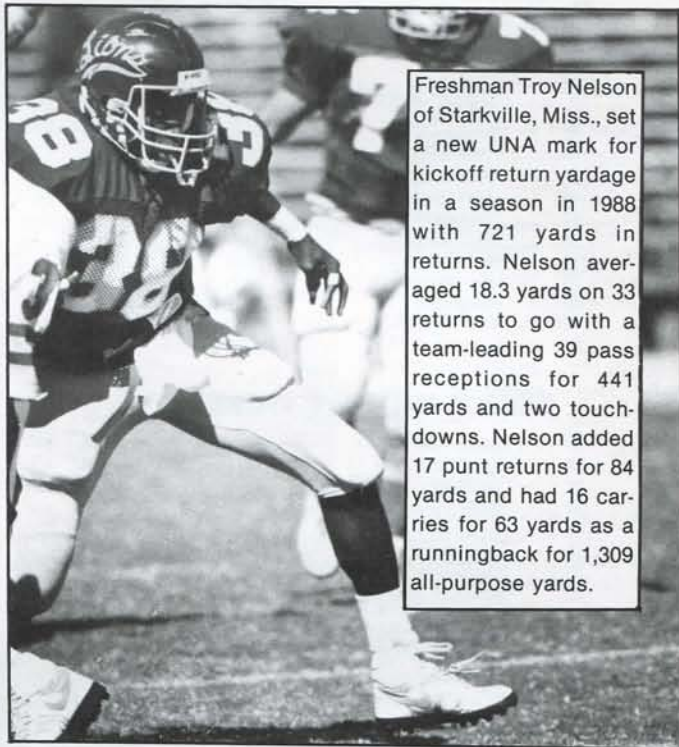 Lions
38
38
Freshman Troy Nelson
of Starkville, Miss., set
a new UNA mark for
kickoff return yardage
in a season in 1988
with 721 yards in
returns. Nelson aver-
aged 18.3 yards on 33
returns to go with a
team-leading 39 pass
receptions for 441
yards and two touch-
downs. Nelson added
17 punt returns for 84
yards and had 16 car-
ries for 63 yards as a
runningback for 1,309
all-purpose yards.